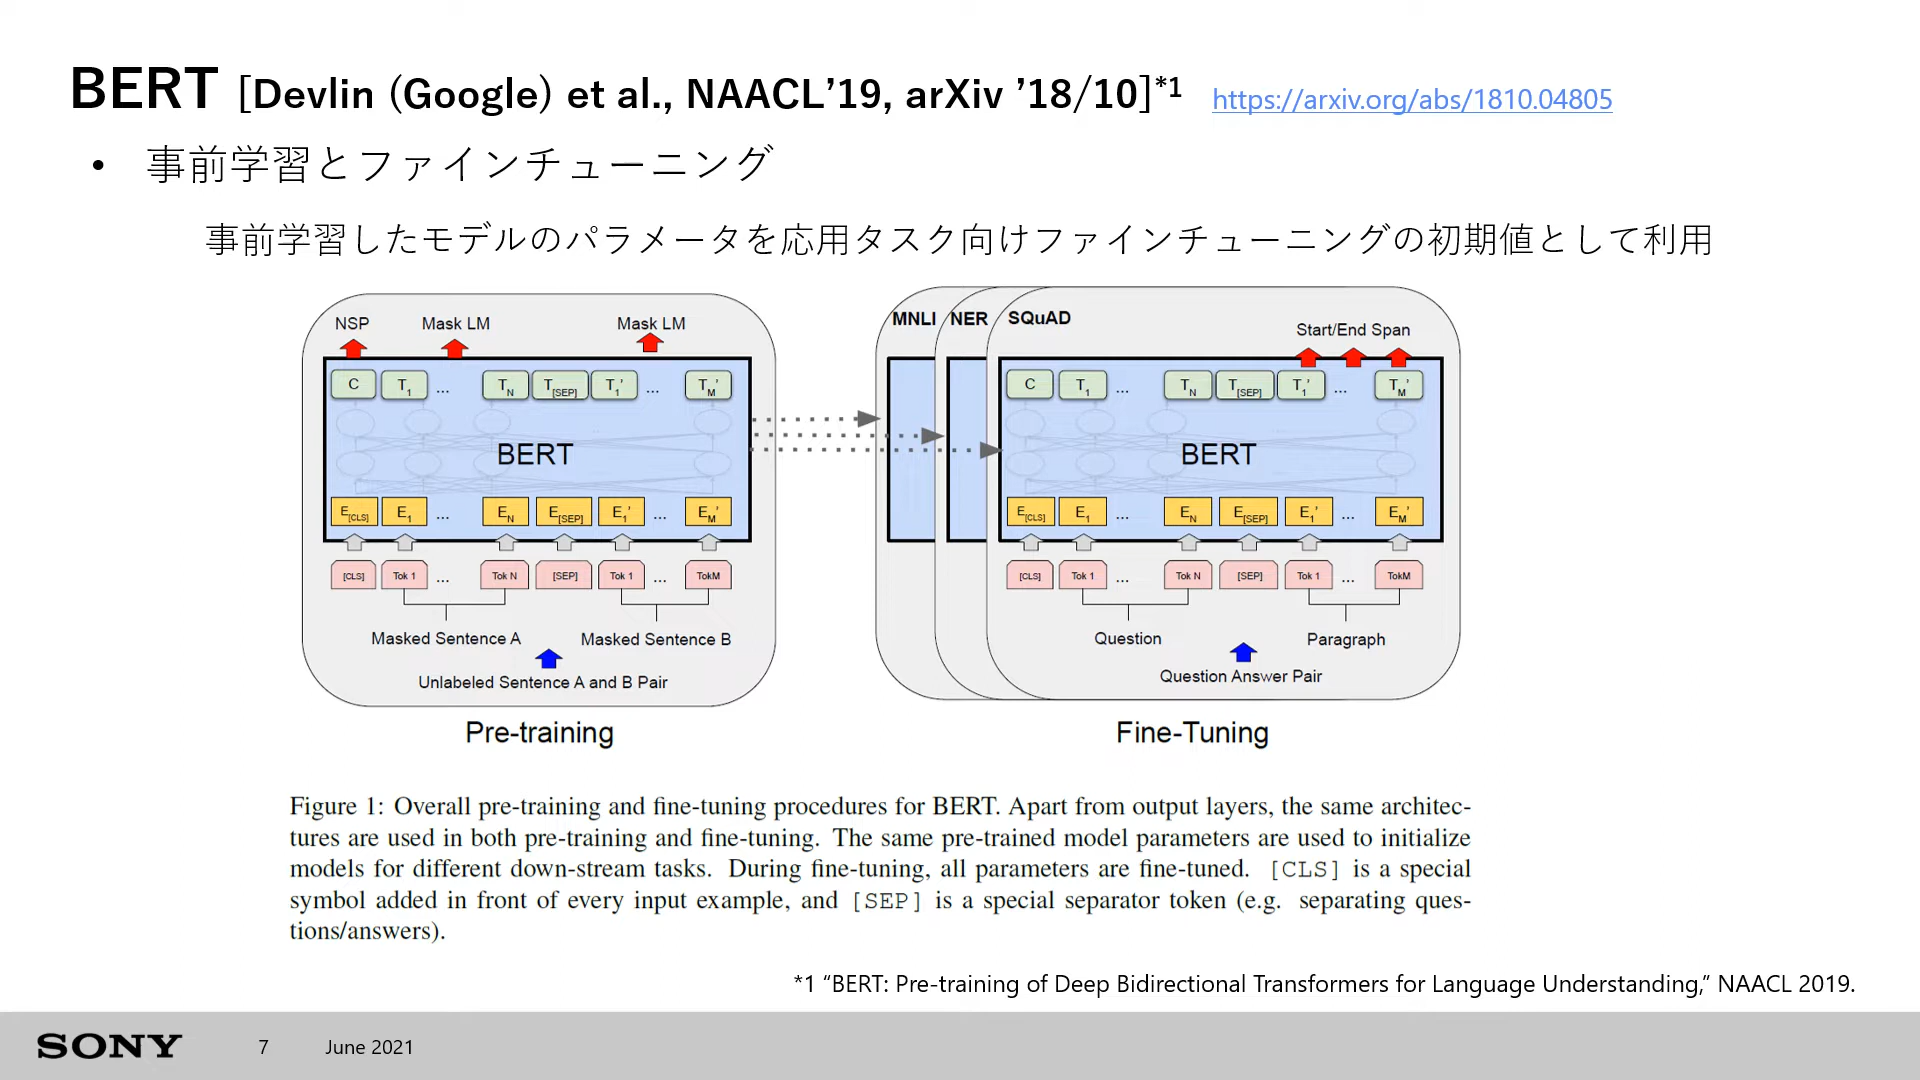 BERT [Devlin (Google) et al., NAACL’19, arXiv ’18/10]*1 https://arxiv.org/abs/1810.04805
• 事前学習とファインチューニング
事前学習したモデルのパラメータを応用タスク向けファインチューニングの初期値として利用
NSP Mask LM Mask LM
C T1 ... TN T[SEP] T1’ ... TM’
BERT
E[CLS] E1 ... EN E[SEP] E1’ ... EM’
[CLS] Tok 1 ... Tok N [SEP] Tok 1 ... TokM
Masked Sentence A Masked Sentence B
Unlabeled Sentence A and B Pair
Pre-training
MNLI NER SQuAD
Start/End Span
C T1 ... TN T[SEP] T1’ ... TM’
BERT
E[CLS] E1 ... EN E[SEP] E1’ ... EM’
[CLS] Tok 1 ... Tok N [SEP] Tok 1 ... TokM
Question Paragraph
Question Answer Pair
Fine-Tuning
Figure 1: Overall pre-training and fine-tuning procedures for BERT. Apart from output layers, the same architec-
tures are used in both pre-training and fine-tuning. The same pre-trained model parameters are used to initialize
models for different down-stream tasks. During fine-tuning, all parameters are fine-tuned. [CLS] is a special
symbol added in front of every input example, and [SEP] is a special separator token (e.g. separating ques-
tions/answers).
*1 “BERT: Pre-training of Deep Bidirectional Transformers for Language Understanding,” NAACL 2019.
SONY 7 June 2021